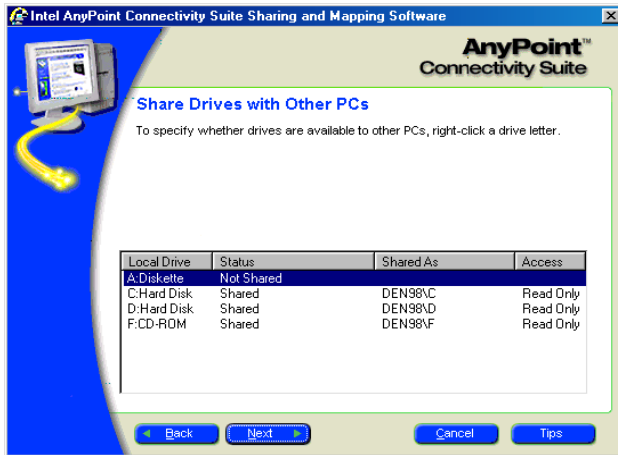 Intel AnyPoint Connectivity Suite Sharing and Mapping Software
AnyPoint™
Connectivity Suite
Share Drives with Other PCs
To specify whether drives are available to other PCs, right-click a drive letter.
Local Drive Status Shared As Access
A:Diskette Not Shared
C:Hard Disk Shared DEN98\C Read Only
D:Hard Disk Shared DEN98\D Read Only
F:CD-ROM Shared DEN98\F Read Only
Back Next Cancel Tips